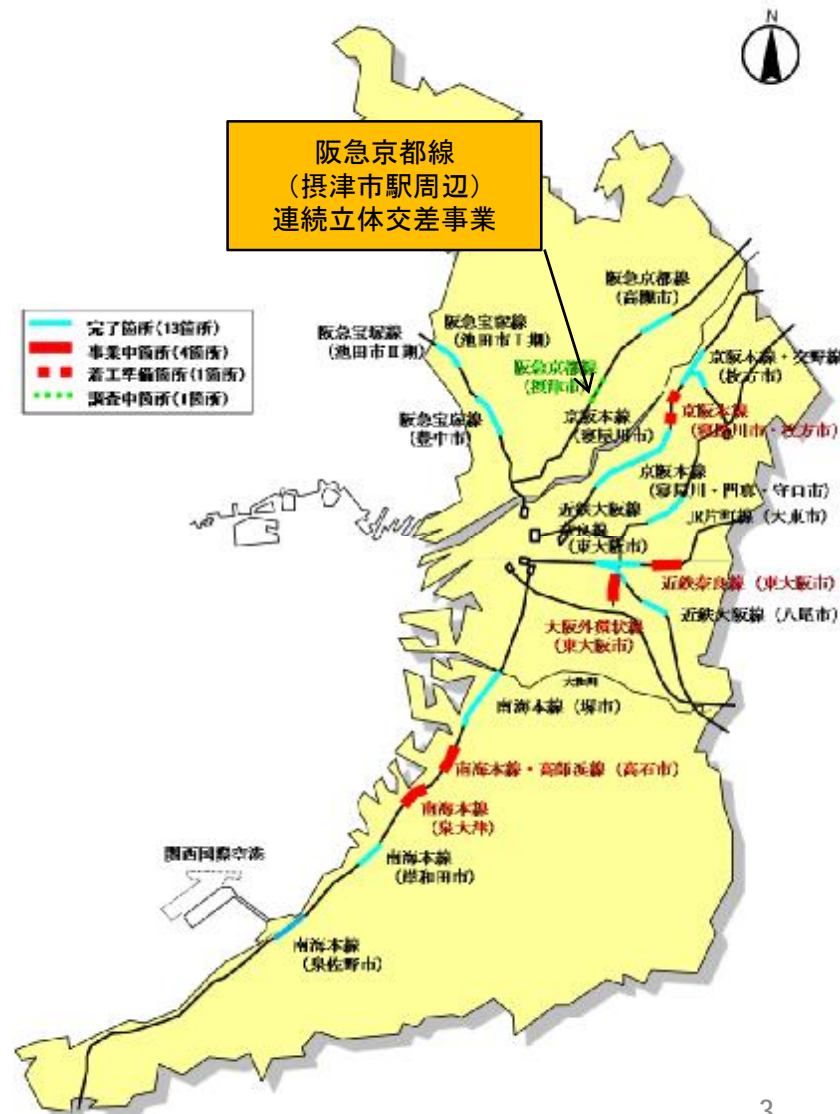 N
阪急京都線
（摂津市駅周辺）
連続立体交差事業
完了箇所(13箇所)
事業中箇所(4箇所)
着工準備箇所(1箇所)
調査中箇所(1箇所)
阪急京都線
(高槻市)
阪急宝塚線
(池田市Ⅱ期)
阪急宝塚線
(池田市Ⅰ期)
阪急京都線
(摂津市)
京阪本線・交野線
(枚方市)
阪急宝塚線
(豊中市)
京阪本線
(寝屋川市)
京阪本線
(寝屋川市・枚方市)
京阪本線
(寝屋川・門真・守口市)
近鉄大阪線
奈良線
(東大阪市)
JR片町線 (大東市)
近鉄奈良線 (東大阪市)
大阪外環状線
(東大阪市)
近鉄大阪線 (八尾市)
大和川
南海本線 (堺市)
南海本線・高師浜線 (高石市)
南海本線
(泉大津)
関西国際空港
南海本線
(岸和田市)
南海本線
(泉佐野市)
3